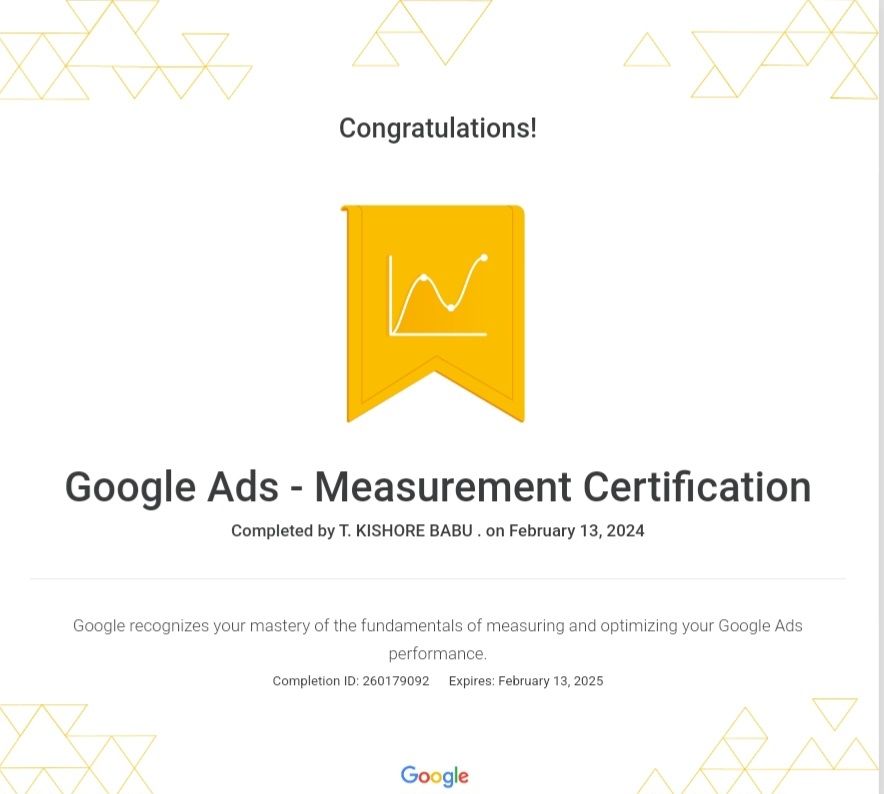 Congratulations!
Google Ads - Measurement Certification
Completed by T. KISHORE BABU . on February 13, 2024
Google recognizes your mastery of the fundamentals of measuring and optimizing your Google Ads
performance.
Completion ID: 260179092 Expires: February 13, 2025
Google